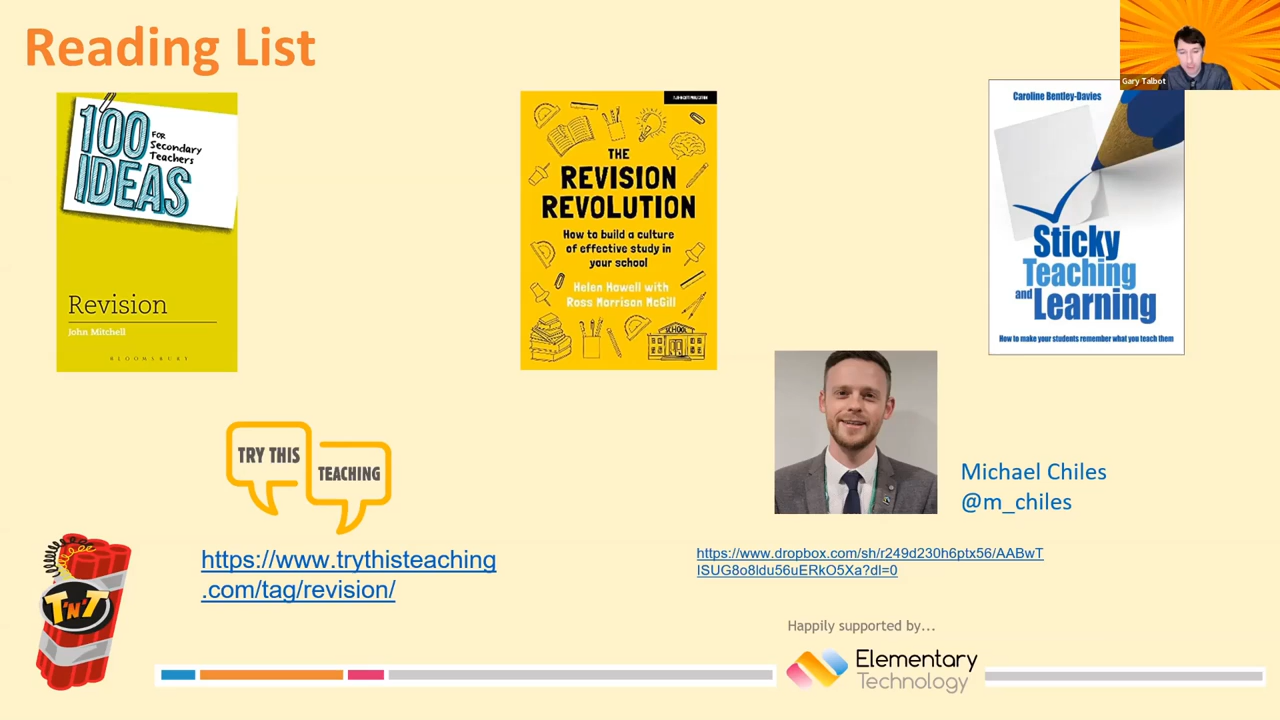 Reading List
Gary Talbot
100
IDEAS
FOR
Secondary
Teachers
Revision
John Mitchell
BLOOMSBURY
THE
REVISION
REVOLUTION
How to build a culture
of effective study in
your school
Helen Howell with
Ross Morrison McGill
SCHOOL
Caroline Bentley-Davies
Sticky
Teaching
and Learning
How to make your students remember what you teach them
TRY THIS
TEACHING
https://www.trythisteaching
.com/tag/revision/
Michael Chiles
@m_chiles
https://www.dropbox.com/sh/r249d230h6ptx56/AABwT
ISUG8o8ldu56uERkO5Xa?dl=0
T'N'T
Happily supported by...
Elementary
Technology